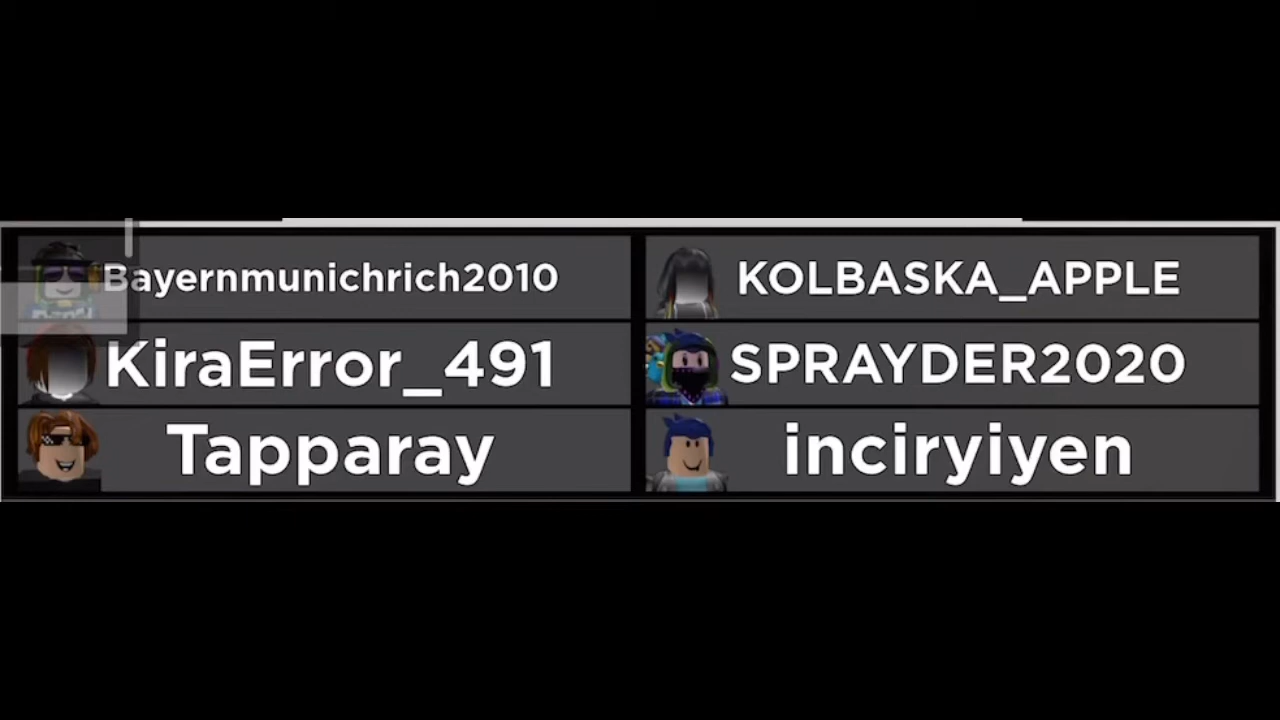 Bayernmunichrich2010
KOLBASKA_APPLE
KiraError_491
SPRAYDER2020
Tapparay
inciryiyen